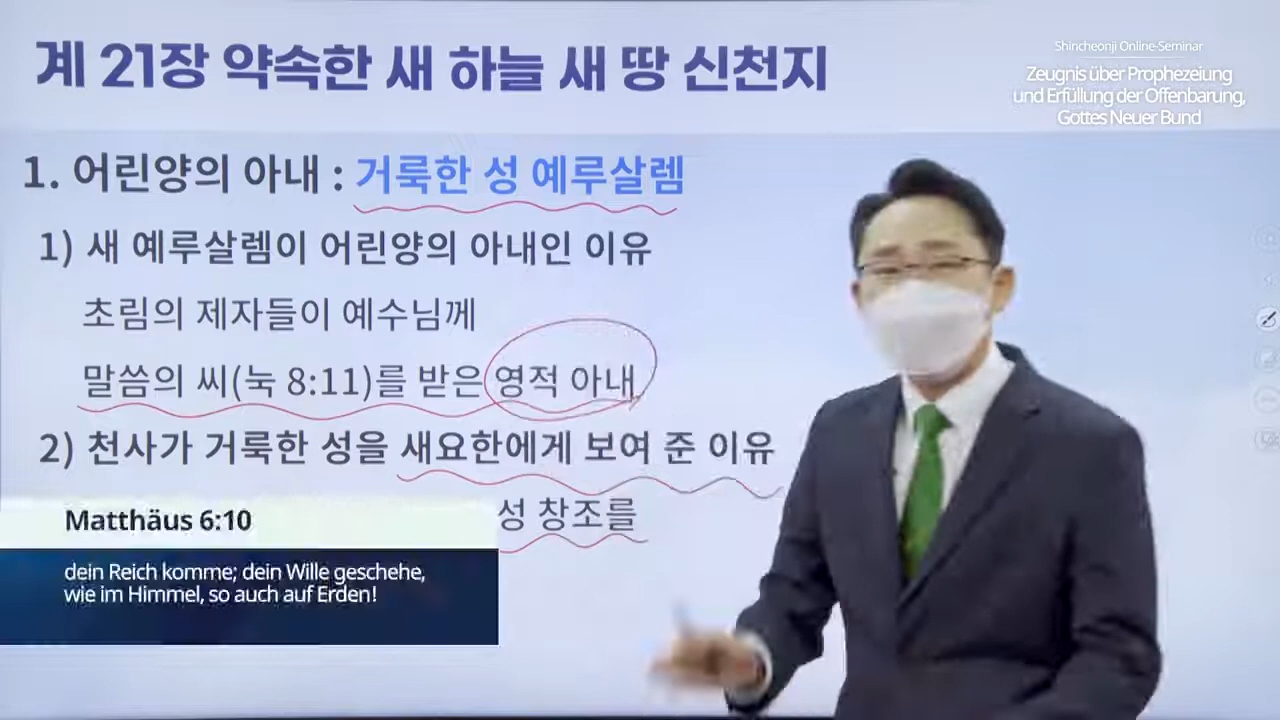 계 21장 약속한 새 하늘 새 땅 신천지
Shincheonji Online-Seminar
Zeugnis über Prophezeiung
und Erfüllung der Offenbarung,
Gottes Neuer Bund
1. 어린양의 아내 : 거룩한 성 예루살렘
1) 새 예루살렘이 어린양의 아내인 이유
초림의 제자들이 예수님께
말씀의 씨(눅 8:11)를 받은 영적 아내
2) 천사가 거룩한 성을 새요한에게 보여 준 이유
성 창조를
Matthäus 6:10
dein Reich komme; dein Wille geschehe,
wie im Himmel, so auch auf Erden!